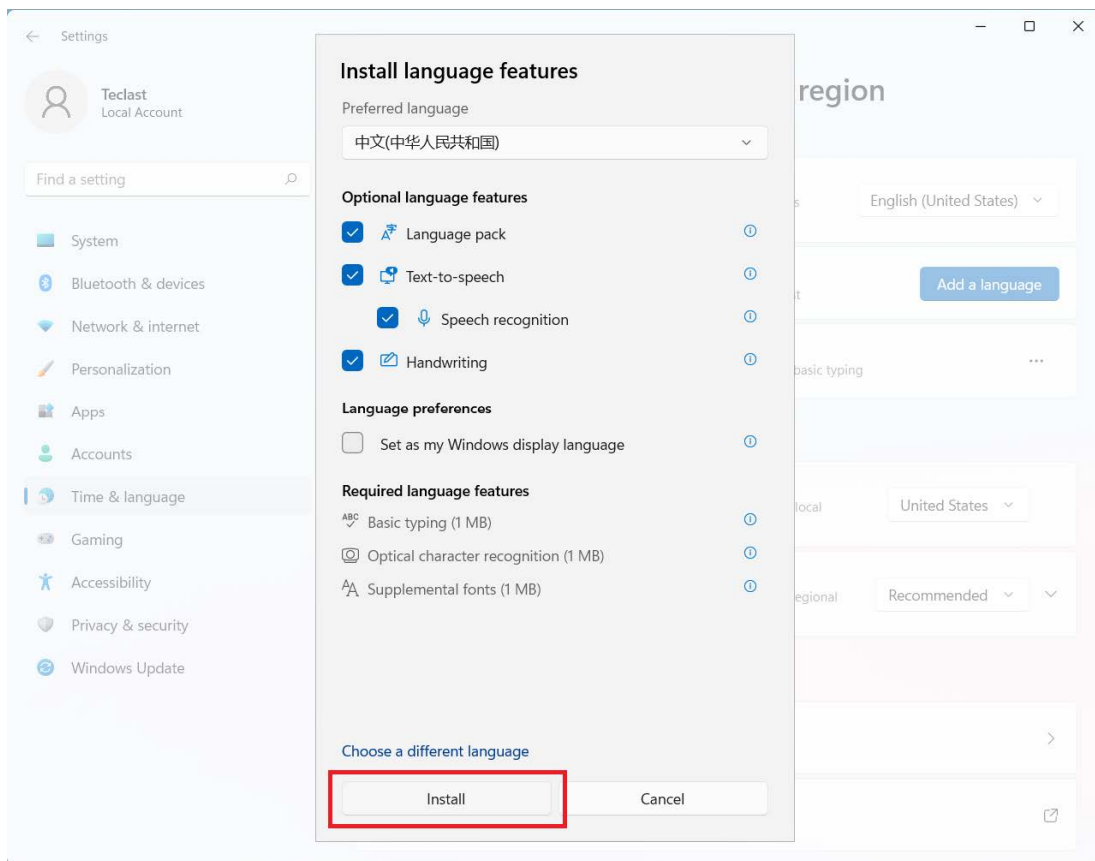 Settings
Teclast
Local Account
Find a setting
System
Bluetooth & devices
Network & internet
Personalization
Apps
Accounts
Time & language
Gaming
Accessibility
Privacy & security
Windows Update
Install language features
Preferred language
中文(中华人民共和国)
Optional language features
Language pack
Text-to-speech
Speech recognition
Handwriting
Language preferences
Set as my Windows display language
Required language features
ABC
Basic typing (1 MB)
Optical character recognition (1 MB)
Supplemental fonts (1 MB)
Choose a different language
Install
Cancel
region
English (United States)
Add a language
basic typing
local
United States
egional
Recommended